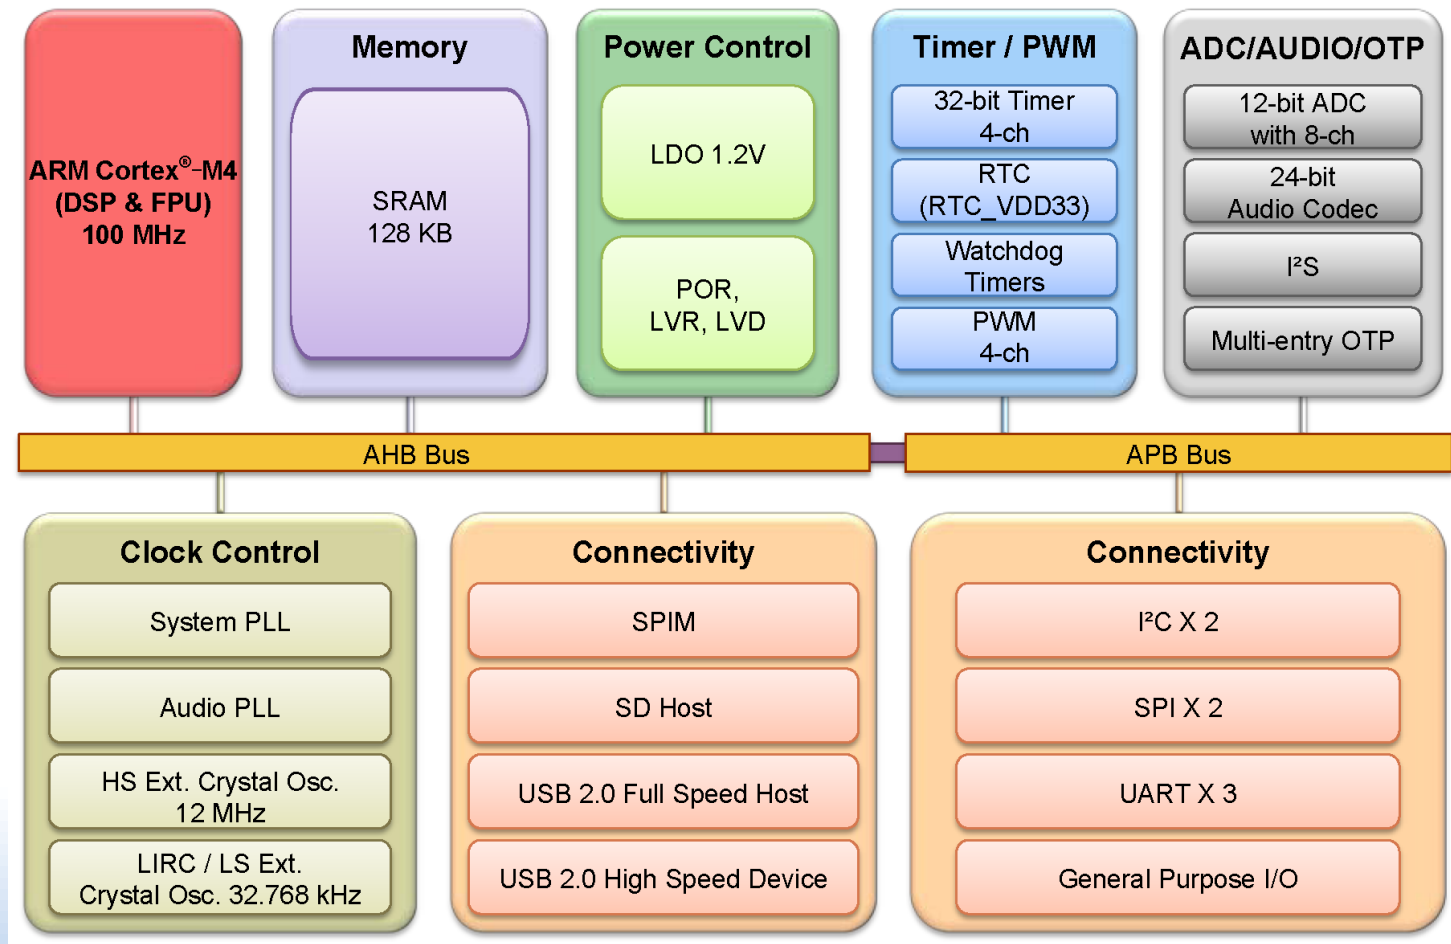 ARM Cortex®-M4
(DSP & FPU)
100 MHz
Memory
SRAM
128 KB
Power Control
LDO 1.2V
POR,
LVR, LVD
Timer / PWM
32-bit Timer
4-ch
RTC
(RTC_VDD33)
Watchdog
Timers
PWM
4-ch
ADC/AUDIO/OTP
12-bit ADC
with 8-ch
24-bit
Audio Codec
I²S
Multi-entry OTP
AHB Bus
APB Bus
Clock Control
System PLL
Audio PLL
HS Ext. Crystal Osc.
12 MHz
LIRC / LS Ext.
Crystal Osc. 32.768 kHz
Connectivity
SPIM
SD Host
USB 2.0 Full Speed Host
USB 2.0 High Speed Device
Connectivity
I²C X 2
SPI X 2
UART X 3
General Purpose I/O